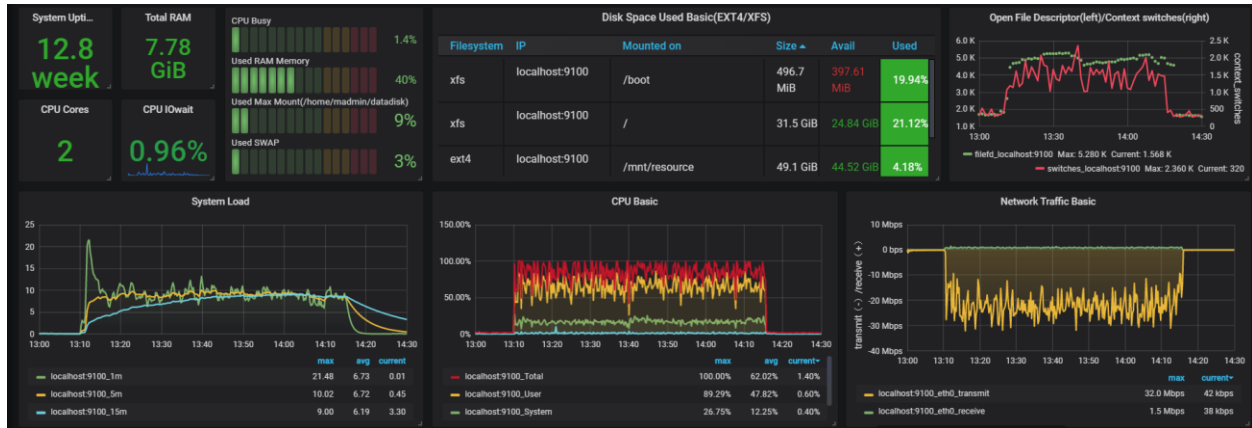 System Upti...
12.8
week
Total RAM
7.78
GiB
CPU Cores
2
CPU IOwait
0.96%
CPU Busy
1.4%
Used RAM Memory
40%
Used Max Mount(/home/madmin/datadisk)
9%
Used SWAP
3%
Disk Space Used Basic(EXT4/XFS)
Filesystem IP Mounted on Size Avail Used
xfs localhost:9100 /boot 496.7 MiB 397.61 MiB 19.94%
xfs localhost:9100 / 31.5 GiB 24.84 GiB 21.12%
ext4 localhost:9100 /mnt/resource 49.1 GiB 44.52 GiB 4.18%
Open File Descriptor(left)/Context switches(right)
6.0 K
5.0 K
4.0 K
3.0 K
2.0 K
1.0 K
2.5 K
2.0 K
1.5 K
1.0 K
500
0
context_switches
13:00 13:30 14:00 14:30
filefd_localhost:9100 Max: 5.280 K Current: 1.568 K
switches_localhost:9100 Max: 2.360 K Current: 320
System Load
25
20
15
10
5
0
13:00 13:10 13:20 13:30 13:40 13:50 14:00 14:10 14:20 14:30
max avg current
localhost:9100_1m 21.48 6.73 0.01
localhost:9100_5m 10.02 6.72 0.45
localhost:9100_15m 9.00 6.19 3.30
CPU Basic
150.00%
100.00%
50.00%
0%
13:00 13:10 13:20 13:30 13:40 13:50 14:00 14:10 14:20 14:30
max avg current
localhost:9100_Total 100.00% 62.02% 1.40%
localhost:9100_User 89.29% 47.82% 0.60%
localhost:9100_System 26.75% 12.25% 0.40%
Network Traffic Basic
transmit（-）/receive（+）
10 Mbps
0 bps
-10 Mbps
-20 Mbps
-30 Mbps
-40 Mbps
13:00 13:10 13:20 13:30 13:40 13:50 14:00 14:10 14:20 14:30
max current
localhost:9100_eth0_transmit 32.0 Mbps 42 kbps
localhost:9100_eth0_receive 1.5 Mbps 38 kbps